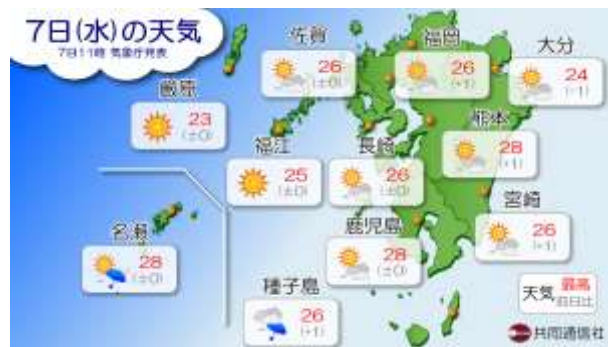 7日(水)の天気
7日11時 気象庁発表
佐賀
26
(±0)
福岡
26
(+1)
大分
24
(-1)
厳原
23
(±0)
熊本
28
(+1)
福江
25
(±0)
長崎
26
(±0)
宮崎
26
(+1)
鹿児島
28
(±0)
名瀬
28
(±0)
種子島
26
(+1)
天気 最高
前日比
共同通信社